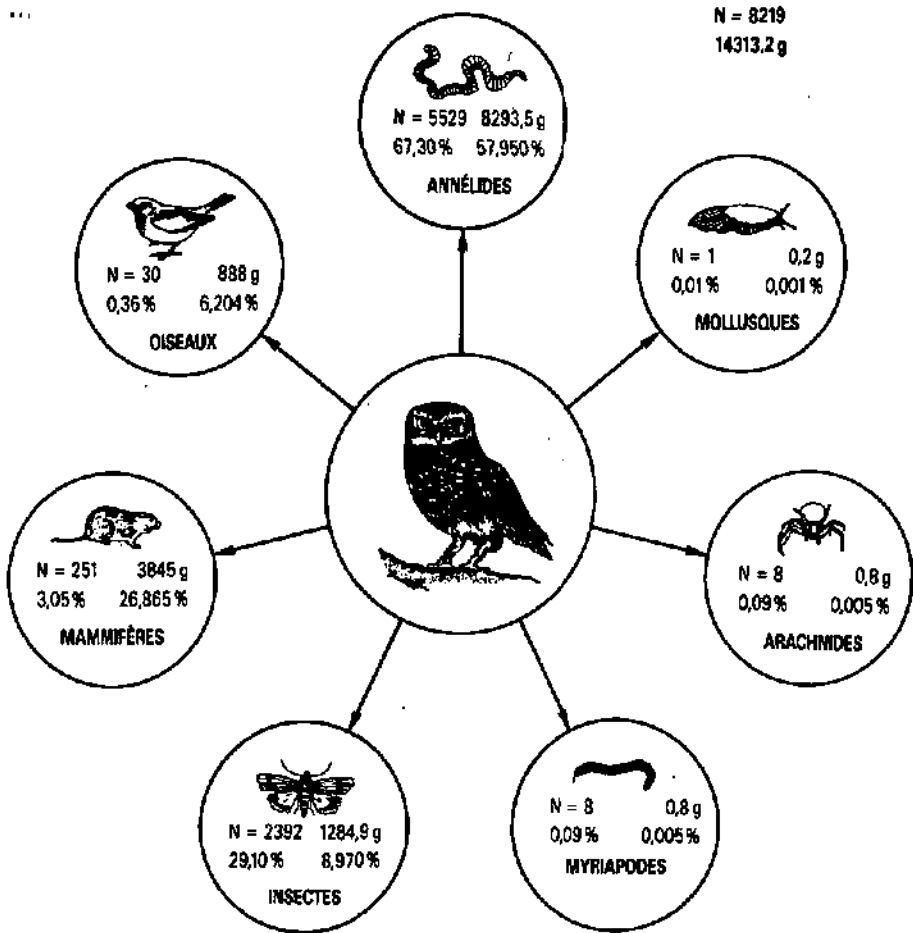 N = 8219
14313,2 g
N = 5529 8293,5 g
67,30 % 57,950 %
ANNÉLIDES
N = 30 888 g
0,36 % 6,204 %
OISEAUX
N = 1 0,2 g
0,01 % 0,001 %
MOLLUSQUES
N = 251 3845 g
3,05 % 26,865 %
MAMMIFÈRES
N = 8 0,8 g
0,09 % 0,005 %
ARACHNIDES
N = 2392 1284,9 g
29,10 % 8,970 %
INSECTES
N = 8 0,8 g
0,09 % 0,005 %
MYRIAPODES